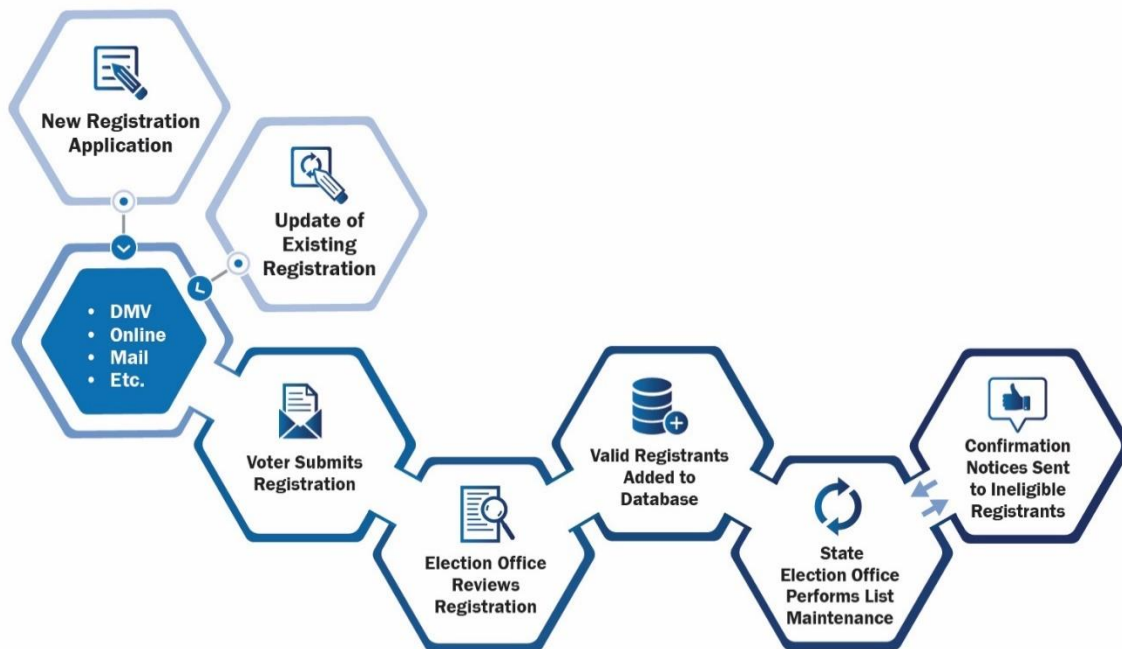 New Registration
Application
Update of
Existing
Registration
• DMV
• Online
• Mail
• Etc.
Voter Submits
Registration
Election Office
Reviews
Registration
Valid Registrants
Added to
Database
State
Election Office
Performs List
Maintenance
Confirmation
Notices Sent
to Ineligible
Registrants